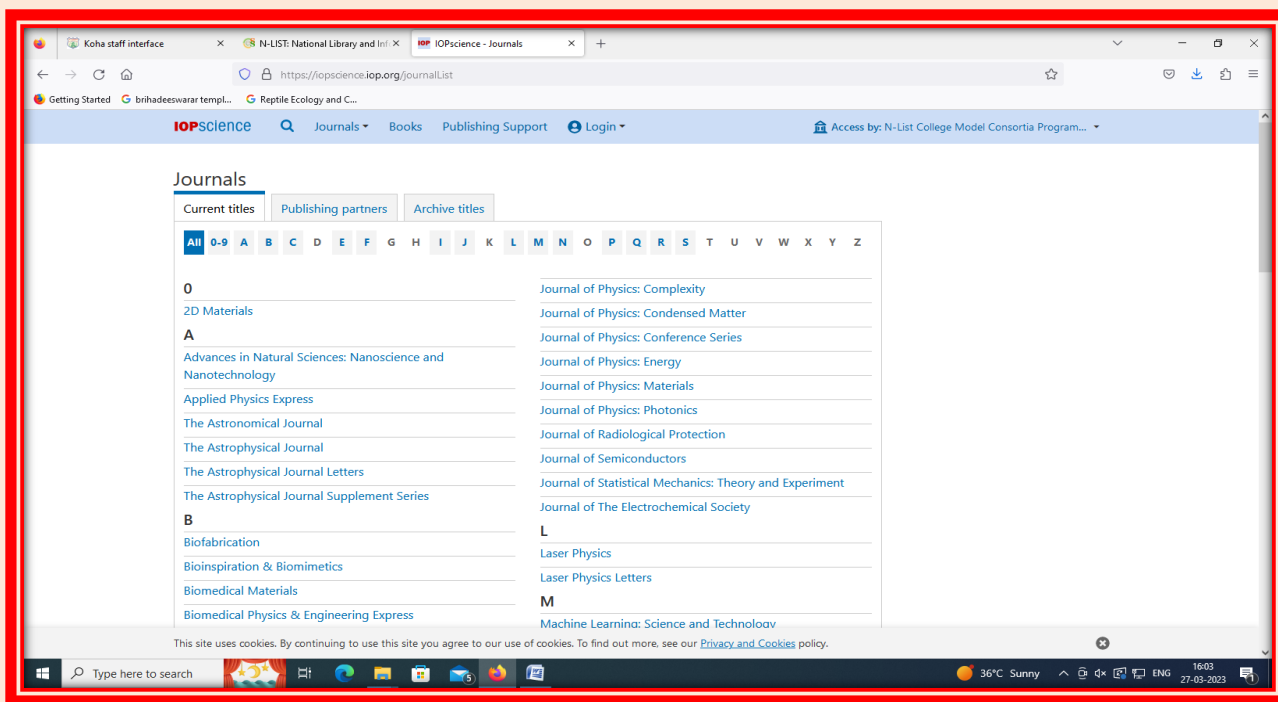 Koha staff interface
N-LIST: National Library and Inf
IOP IOPscience - Journals
https://iopscience.iop.org/journalList
Getting Started
brihadeeswarar templ...
Reptile Ecology and C...
IOPscience Journals Books Publishing Support Login
Access by: N-List College Model Consortia Program...
Journals
Current titles Publishing partners Archive titles
All 0-9 A B C D E F G H I J K L M N O P Q R S T U V W X Y Z
0
2D Materials
A
Advances in Natural Sciences: Nanoscience and
Nanotechnology
Applied Physics Express
The Astronomical Journal
The Astrophysical Journal
The Astrophysical Journal Letters
The Astrophysical Journal Supplement Series
B
Biofabrication
Bioinspiration & Biomimetics
Biomedical Materials
Biomedical Physics & Engineering Express
Journal of Physics: Complexity
Journal of Physics: Condensed Matter
Journal of Physics: Conference Series
Journal of Physics: Energy
Journal of Physics: Materials
Journal of Physics: Photonics
Journal of Radiological Protection
Journal of Semiconductors
Journal of Statistical Mechanics: Theory and Experiment
Journal of The Electrochemical Society
L
Laser Physics
Laser Physics Letters
M
Machine Learning: Science and Technology
This site uses cookies. By continuing to use this site you agree to our use of cookies. To find out more, see our Privacy and Cookies policy.
Type here to search
5
36°C Sunny
ENG
16:03
27-03-2023
1